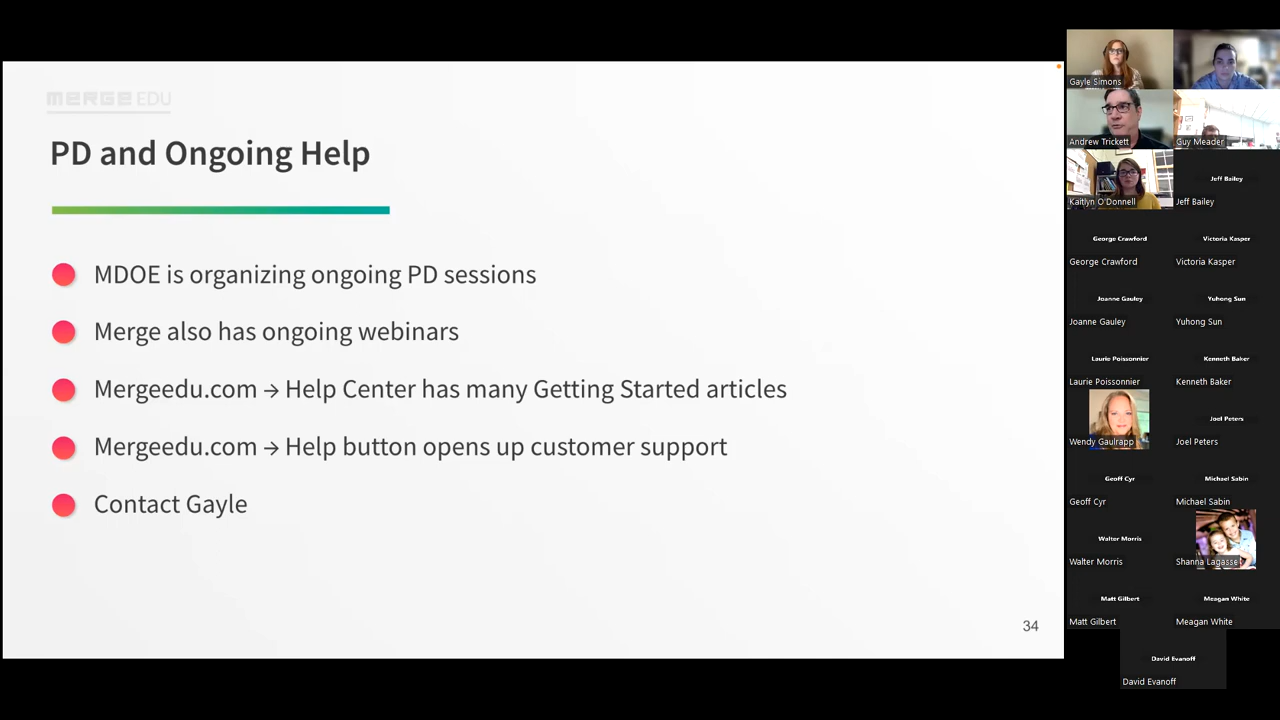 MERGE EDU
PD and Ongoing Help
MDOE is organizing ongoing PD sessions
Merge also has ongoing webinars
Mergeedu.com → Help Center has many Getting Started articles
Mergeedu.com → Help button opens up customer support
Contact Gayle
34
Gayle Simons
Andrew Trickett
Guy Meader
Kaitlyn O'Donnell
Jeff Bailey
Jeff Bailey
George Crawford
Victoria Kasper
George Crawford
Victoria Kasper
Joanne Gauley
Yuhong Sun
Joanne Gauley
Yuhong Sun
Laurie Poissonnier
Kenneth Baker
Laurie Poissonnier
Kenneth Baker
Joel Peters
Wendy Gaulrapp
Joel Peters
Geoff Cyr
Michael Sabin
Geoff Cyr
Michael Sabin
Walter Morris
Walter Morris
Shanna Lagasse
Matt Gilbert
Meagan White
Matt Gilbert
Meagan White
David Evanoff
David Evanoff